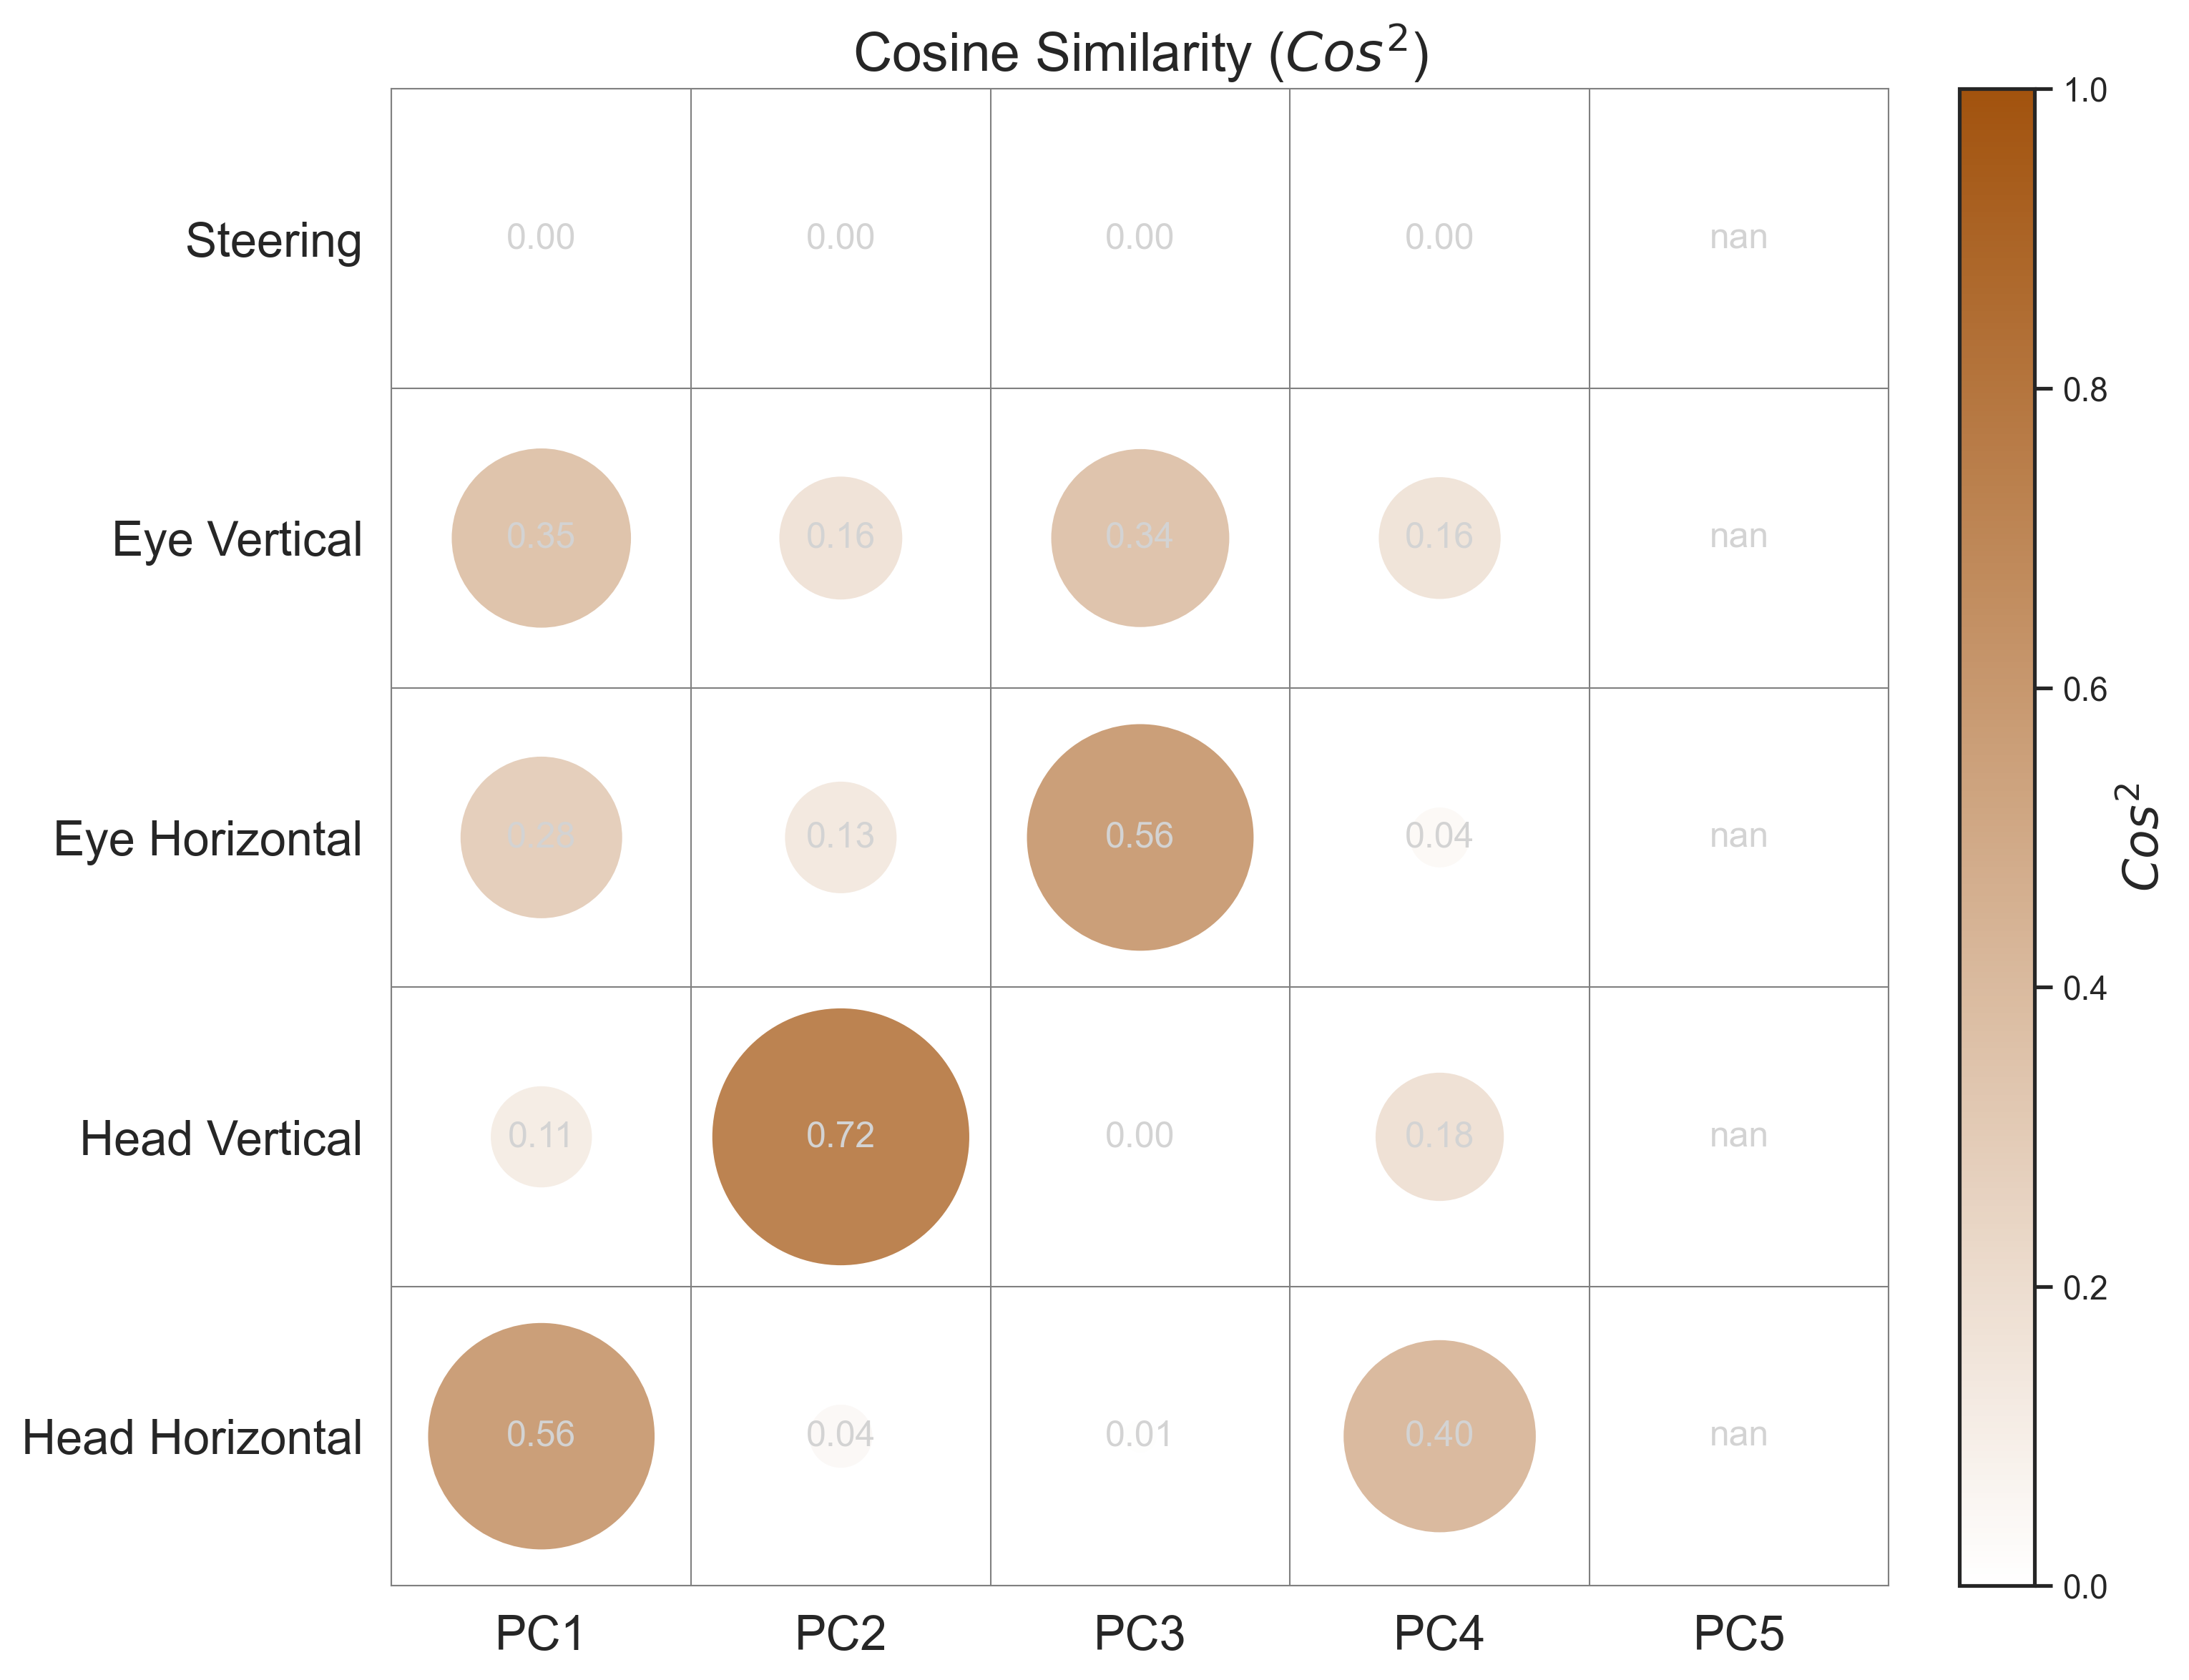 Cosine Similarity (Cos²)
Steering 0.00 0.00 0.00 0.00 nan
Eye Vertical 0.35 0.16 0.34 0.16 nan
Eye Horizontal 0.28 0.13 0.56 0.04 nan
Head Vertical 0.11 0.72 0.00 0.18 nan
Head Horizontal 0.56 0.04 0.01 0.40 nan
PC1 PC2 PC3 PC4 PC5
1.0
0.8
0.6
0.4
0.2
0.0
Cos²